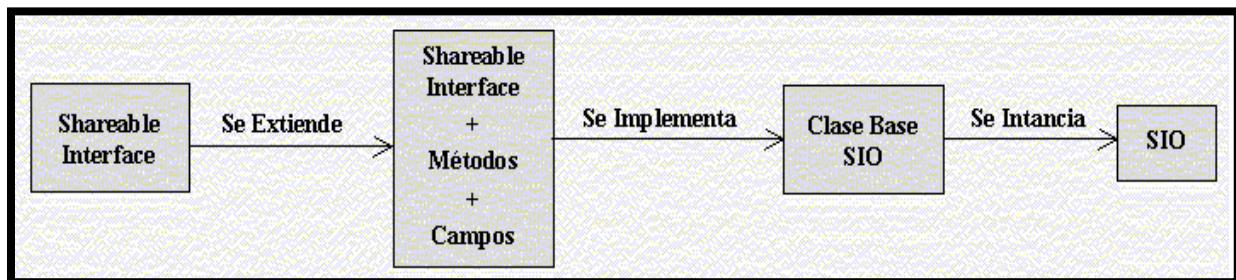 Shareable
Interface
Se Extiende
Shareable
Interface
+
Métodos
+
Campos
Se Implementa
Clase Base
SIO
Se Intancia
SIO